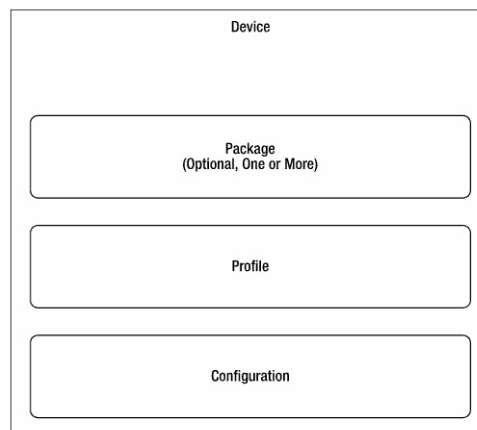 Device
Package
(Optional, One or More)
Profile
Configuration